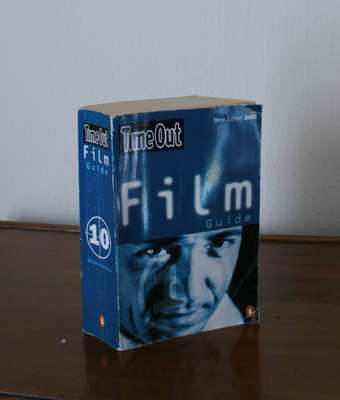 Time Out
Film
Guide
10
Time Out
Tenth Edition 2002
Film
Guide